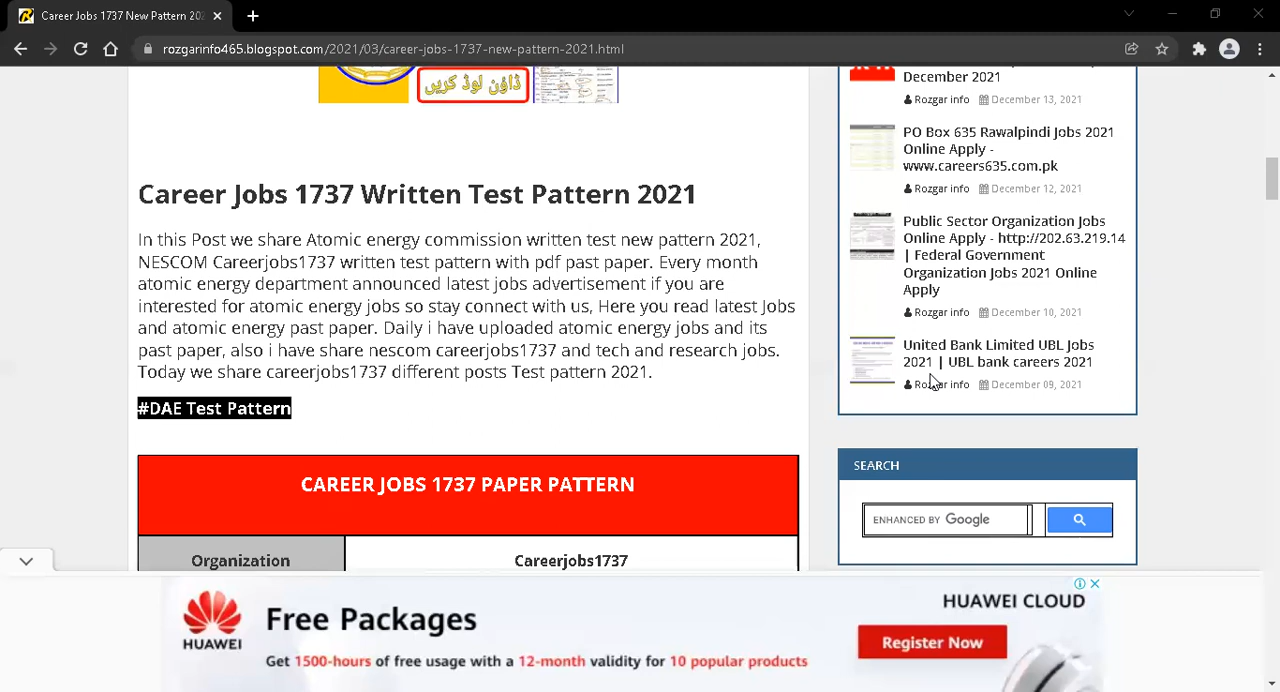 Career Jobs 1737 New Pattern 202
rozgarinfo465.blogspot.com/2021/03/career-jobs-1737-new-pattern-2021.html
ڈاؤن لوڈ کریں
Career Jobs 1737 Written Test Pattern 2021
In this Post we share Atomic energy commission written test new pattern 2021,
NESCOM Careerjobs1737 written test pattern with pdf past paper. Every month
atomic energy department announced latest jobs advertisement if you are
interested for atomic energy jobs so stay connect with us, Here you read latest Jobs
and atomic energy past paper. Daily i have uploaded atomic energy jobs and its
past paper, also i have share nescom careerjobs1737 and tech and research jobs.
Today we share careerjobs1737 different posts Test pattern 2021.
#DAE Test Pattern
CAREER JOBS 1737 PAPER PATTERN
Organization
Careerjobs1737
December 2021
Rozgar info December 13, 2021
PO Box 635 Rawalpindi Jobs 2021
Online Apply -
www.careers635.com.pk
Rozgar info December 12, 2021
Public Sector Organization Jobs
Online Apply - http://202.63.219.14
| Federal Government
Organization Jobs 2021 Online
Apply
Rozgar info December 10, 2021
United Bank Limited UBL Jobs
2021 | UBL bank careers 2021
Rozgar info December 09, 2021
SEARCH
ENHANCED BY Google
HUAWEI
Free Packages
Get 1500-hours of free usage with a 12-month validity for 10 popular products
HUAWEI CLOUD
Register Now